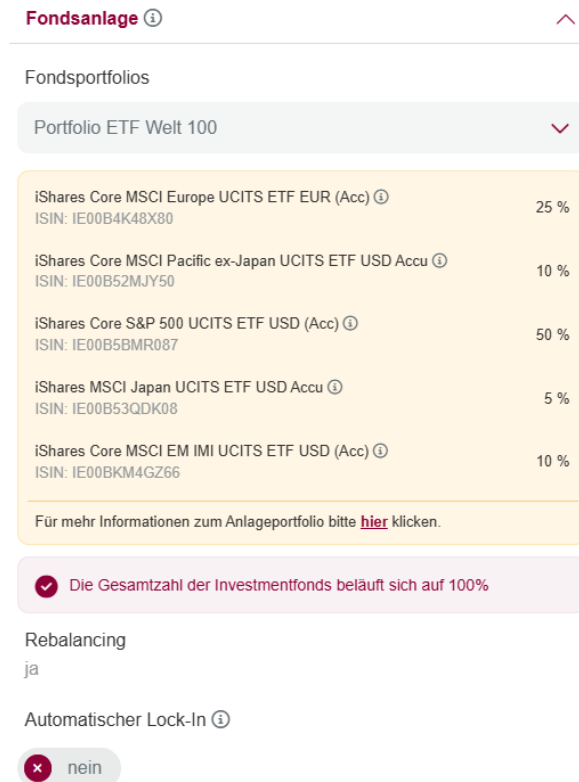 Fondsanlage
Fondsportfolios
Portfolio ETF Welt 100
iShares Core MSCI Europe UCITS ETF EUR (Acc)
ISIN: IE00B4K48X80
25 %
iShares Core MSCI Pacific ex-Japan UCITS ETF USD Accu
ISIN: IE00B52MJY50
10 %
iShares Core S&P 500 UCITS ETF USD (Acc)
ISIN: IE00B5BMR087
50 %
iShares MSCI Japan UCITS ETF USD Accu
ISIN: IE00B53QDK08
5 %
iShares Core MSCI EM IMI UCITS ETF USD (Acc)
ISIN: IE00BKM4GZ66
10 %
Für mehr Informationen zum Anlageportfolio bitte hier klicken.
Die Gesamtzahl der Investmentfonds beläuft sich auf 100%
Rebalancing
ja
Automatischer Lock-In
nein